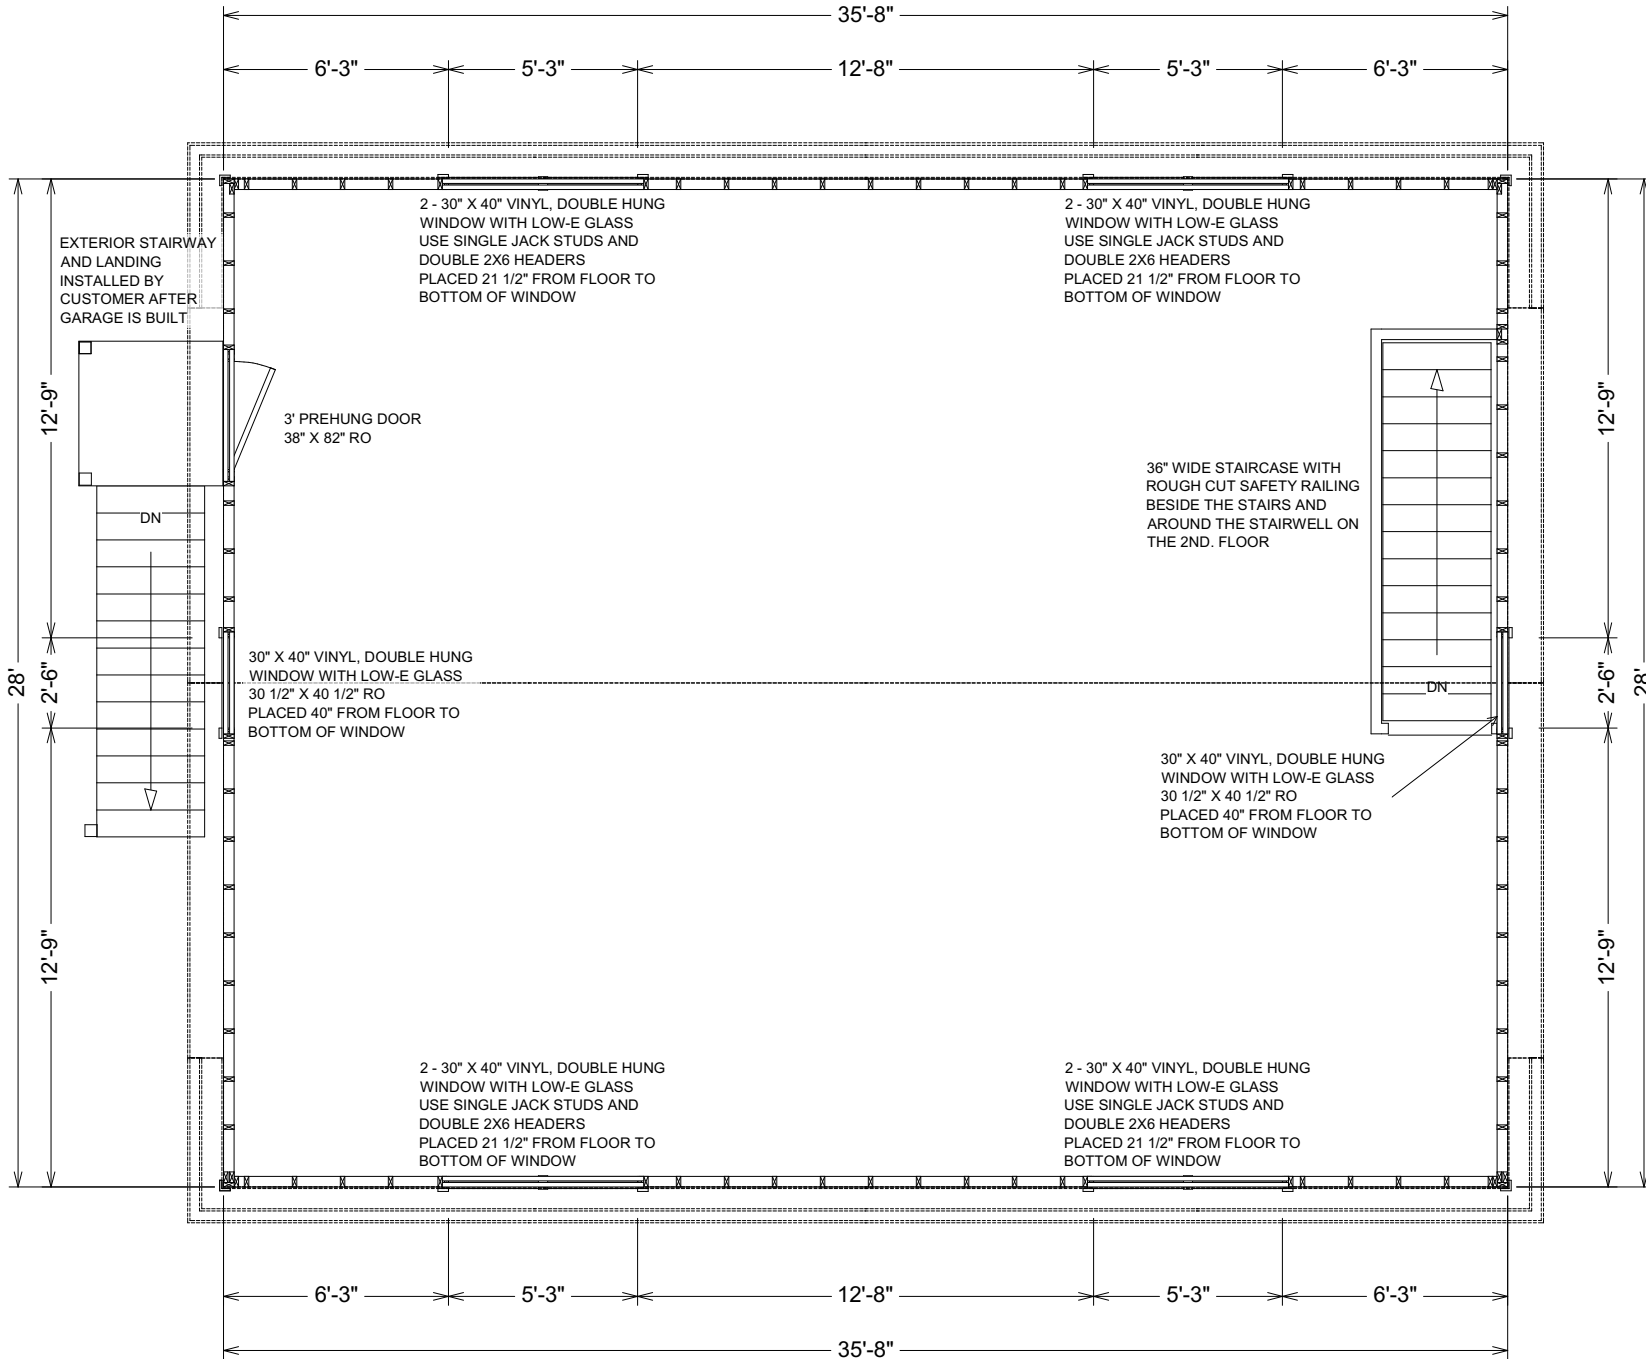 35'-8"
6'-3"
5'-3"
12'-8"
5'-3"
6'-3"
2 - 30" X 40" VINYL, DOUBLE HUNG
WINDOW WITH LOW-E GLASS
USE SINGLE JACK STUDS AND
DOUBLE 2X6 HEADERS
PLACED 21 1/2" FROM FLOOR TO
BOTTOM OF WINDOW
2 - 30" X 40" VINYL, DOUBLE HUNG
WINDOW WITH LOW-E GLASS
USE SINGLE JACK STUDS AND
DOUBLE 2X6 HEADERS
PLACED 21 1/2" FROM FLOOR TO
BOTTOM OF WINDOW
EXTERIOR STAIRWAY
AND LANDING
INSTALLED BY
CUSTOMER AFTER
GARAGE IS BUILT
12'-9"
12'-9"
3' PREHUNG DOOR
38" X 82" RO
36" WIDE STAIRCASE WITH
ROUGH CUT SAFETY RAILING
BESIDE THE STAIRS AND
AROUND THE STAIRWELL ON
THE 2ND. FLOOR
DN
28'
2'-6"
30" X 40" VINYL, DOUBLE HUNG
WINDOW WITH LOW-E GLASS
30 1/2" X 40 1/2" RO
PLACED 40" FROM FLOOR TO
BOTTOM OF WINDOW
DN
2'-6"
28'
30" X 40" VINYL, DOUBLE HUNG
WINDOW WITH LOW-E GLASS
30 1/2" X 40 1/2" RO
PLACED 40" FROM FLOOR TO
BOTTOM OF WINDOW
12'-9"
12'-9"
2 - 30" X 40" VINYL, DOUBLE HUNG
WINDOW WITH LOW-E GLASS
USE SINGLE JACK STUDS AND
DOUBLE 2X6 HEADERS
PLACED 21 1/2" FROM FLOOR TO
BOTTOM OF WINDOW
2 - 30" X 40" VINYL, DOUBLE HUNG
WINDOW WITH LOW-E GLASS
USE SINGLE JACK STUDS AND
DOUBLE 2X6 HEADERS
PLACED 21 1/2" FROM FLOOR TO
BOTTOM OF WINDOW
6'-3"
5'-3"
12'-8"
5'-3"
6'-3"
35'-8"